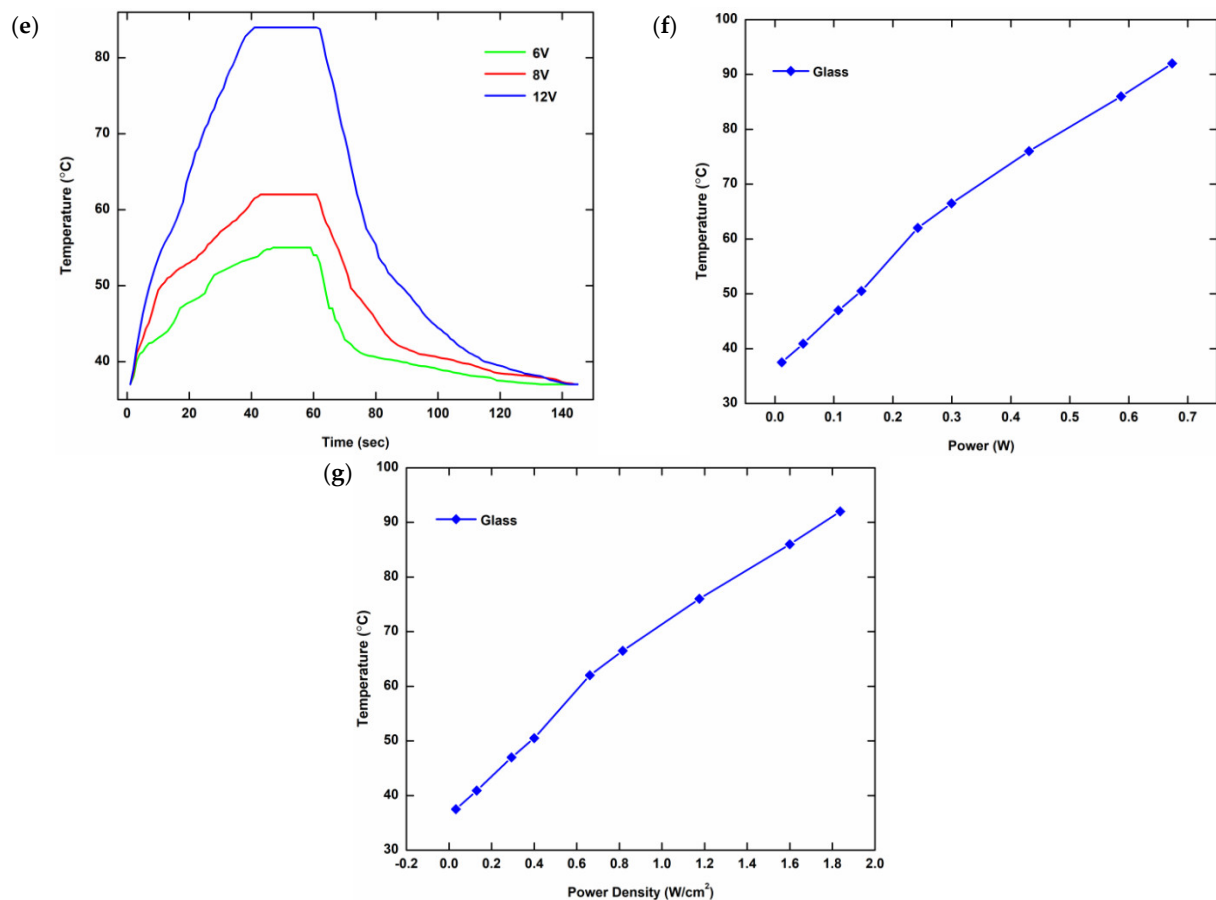 (e)
80
70
60
50
40
Temperature (°C)
6V
8V
12V
0 20 40 60 80 100 120 140
Time (sec)
(f)
100
90
80
70
60
50
40
30
Temperature (°C)
Glass
0.0 0.1 0.2 0.3 0.4 0.5 0.6 0.7
Power (W)
(g)
100
90
80
70
60
50
40
30
Temperature (°C)
Glass
-0.2 0.0 0.2 0.4 0.6 0.8 1.0 1.2 1.4 1.6 1.8 2.0
Power Density (W/cm²)